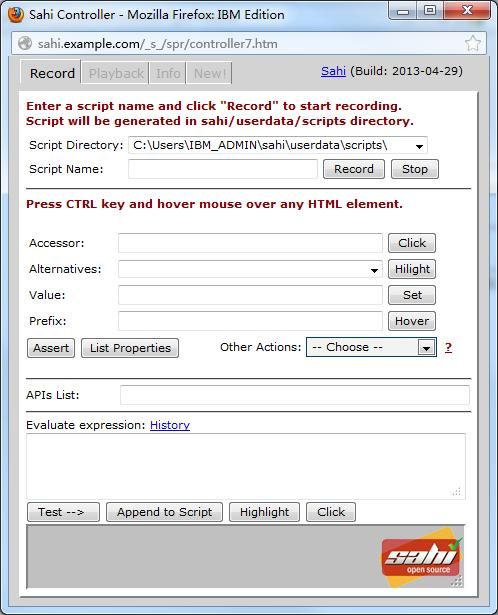 Sahi Controller - Mozilla Firefox: IBM Edition
sahi.example.com/_s_/spr/controller7.htm
Record Playback Info New! Sahi (Build: 2013-04-29)
Enter a script name and click "Record" to start recording.
Script will be generated in sahi/userdata/scripts directory.
Script Directory: C:\Users\IBM_ADMIN\sahi\userdata\scripts\
Script Name: Record Stop
Press CTRL key and hover mouse over any HTML element.
Accessor: Click
Alternatives: Hilight
Value: Set
Prefix: Hover
Assert List Properties Other Actions: -- Choose -- ?
APIs List:
Evaluate expression: History
Test --> Append to Script Highlight Click
sahi
open source